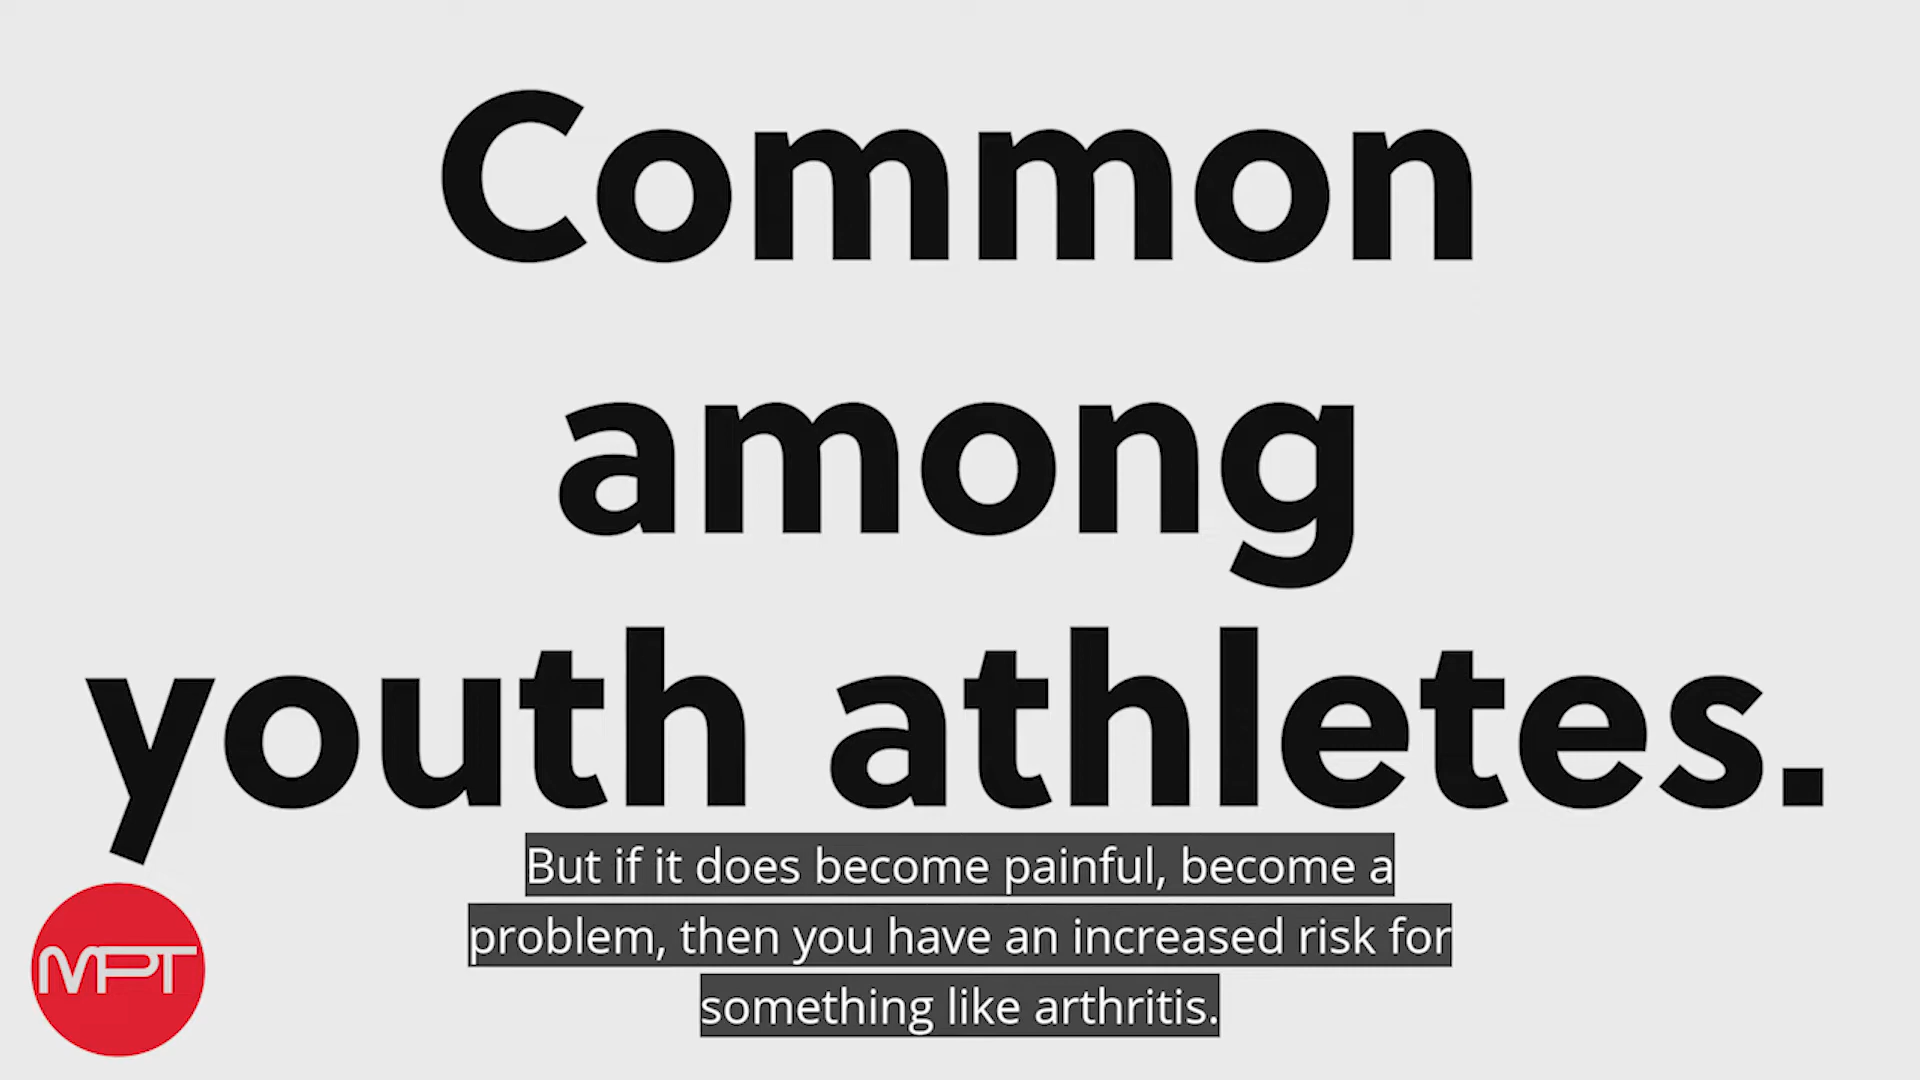 Common
among
youth athletes.
But if it does become painful, become a
problem, then you have an increased risk for
something like arthritis.
MPT